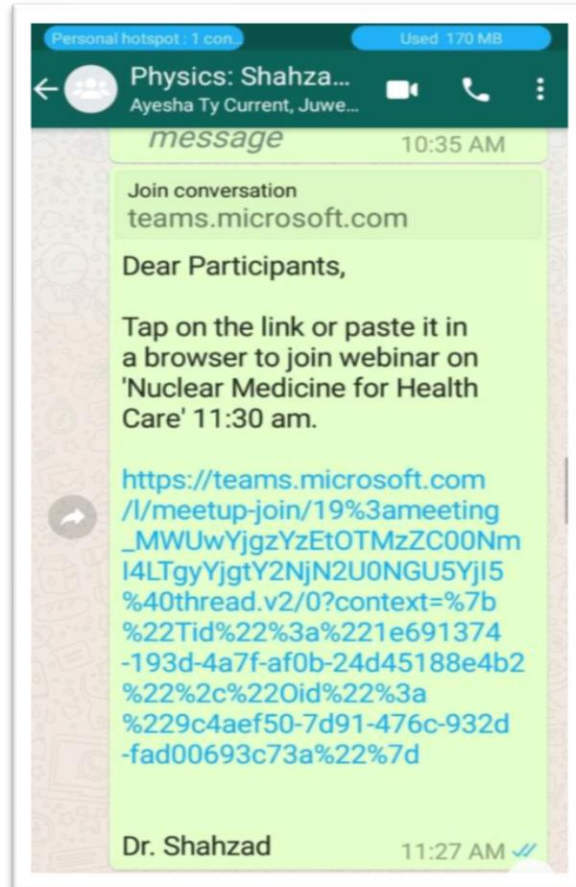 Personal hotspot : 1 con...
Used 170 MB
Physics: Shahza...
Ayesha Ty Current, Juwe...
message
10:35 AM
Join conversation
teams.microsoft.com
Dear Participants,
Tap on the link or paste it in
a browser to join webinar on
'Nuclear Medicine for Health
Care' 11:30 am.
https://teams.microsoft.com
/l/meetup-join/19%3ameeting
_MWUwYjgzYzEtOTMzZC00Nm
I4LTgyYjgtY2NjN2U0NGU5YjI5
%40thread.v2/0?context=%7b
%22Tid%22%3a%221e691374
-193d-4a7f-af0b-24d45188e4b2
%22%2c%22Oid%22%3a
%229c4aef50-7d91-476c-932d
-fad00693c73a%22%7d
Dr. Shahzad
11:27 AM